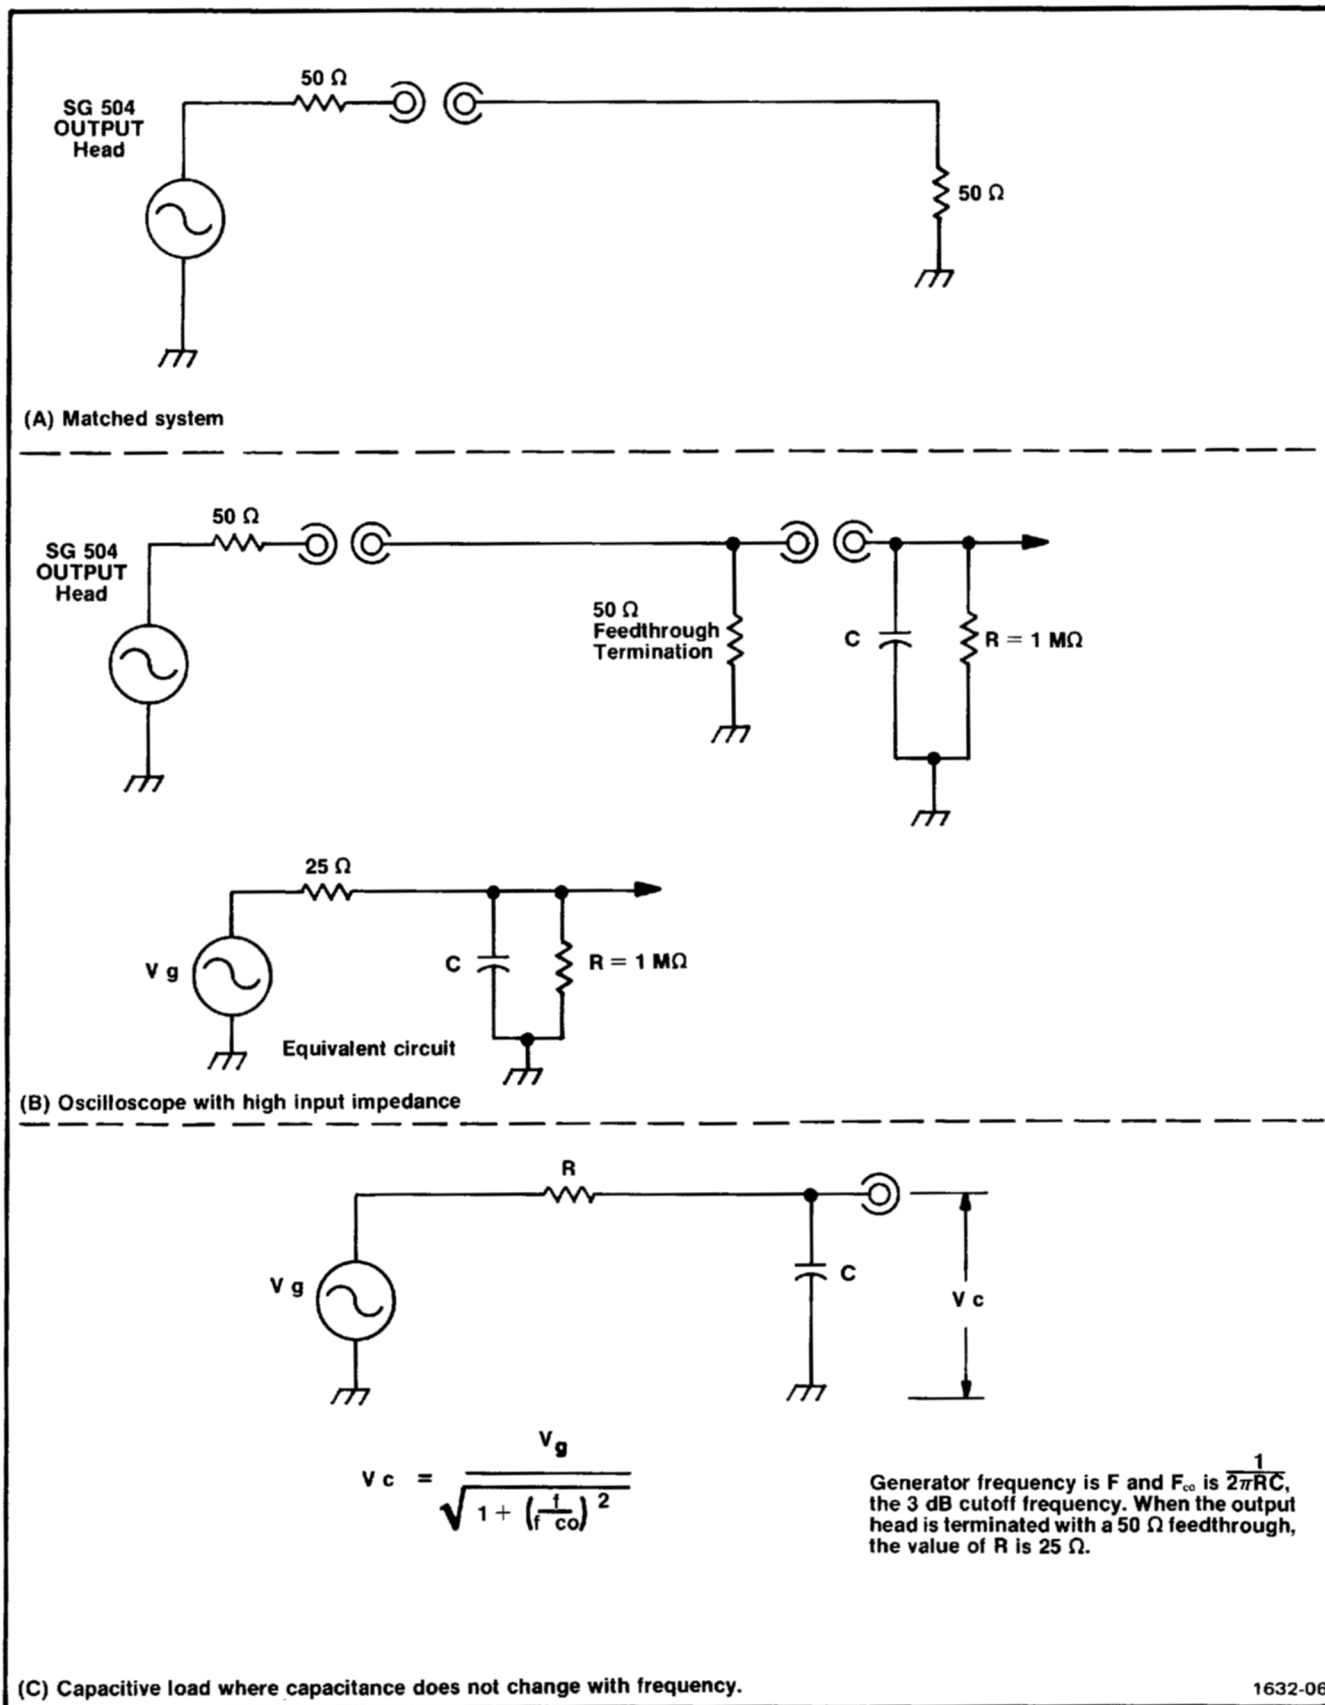 50 Ω
SG 504
OUTPUT
Head
50 Ω
(A) Matched system
50 Ω
SG 504
OUTPUT
Head
50 Ω
Feedthrough
Termination
C
R = 1 MΩ
25 Ω
V g
C
R = 1 MΩ
Equivalent circuit
(B) Oscilloscope with high input impedance
R
V g
C
V c
V c = V g / √ 1 + ( f / f co ) 2
Generator frequency is F and F co is 1 / 2πRC,
the 3 dB cutoff frequency. When the output
head is terminated with a 50 Ω feedthrough,
the value of R is 25 Ω.
(C) Capacitive load where capacitance does not change with frequency.
1632-06